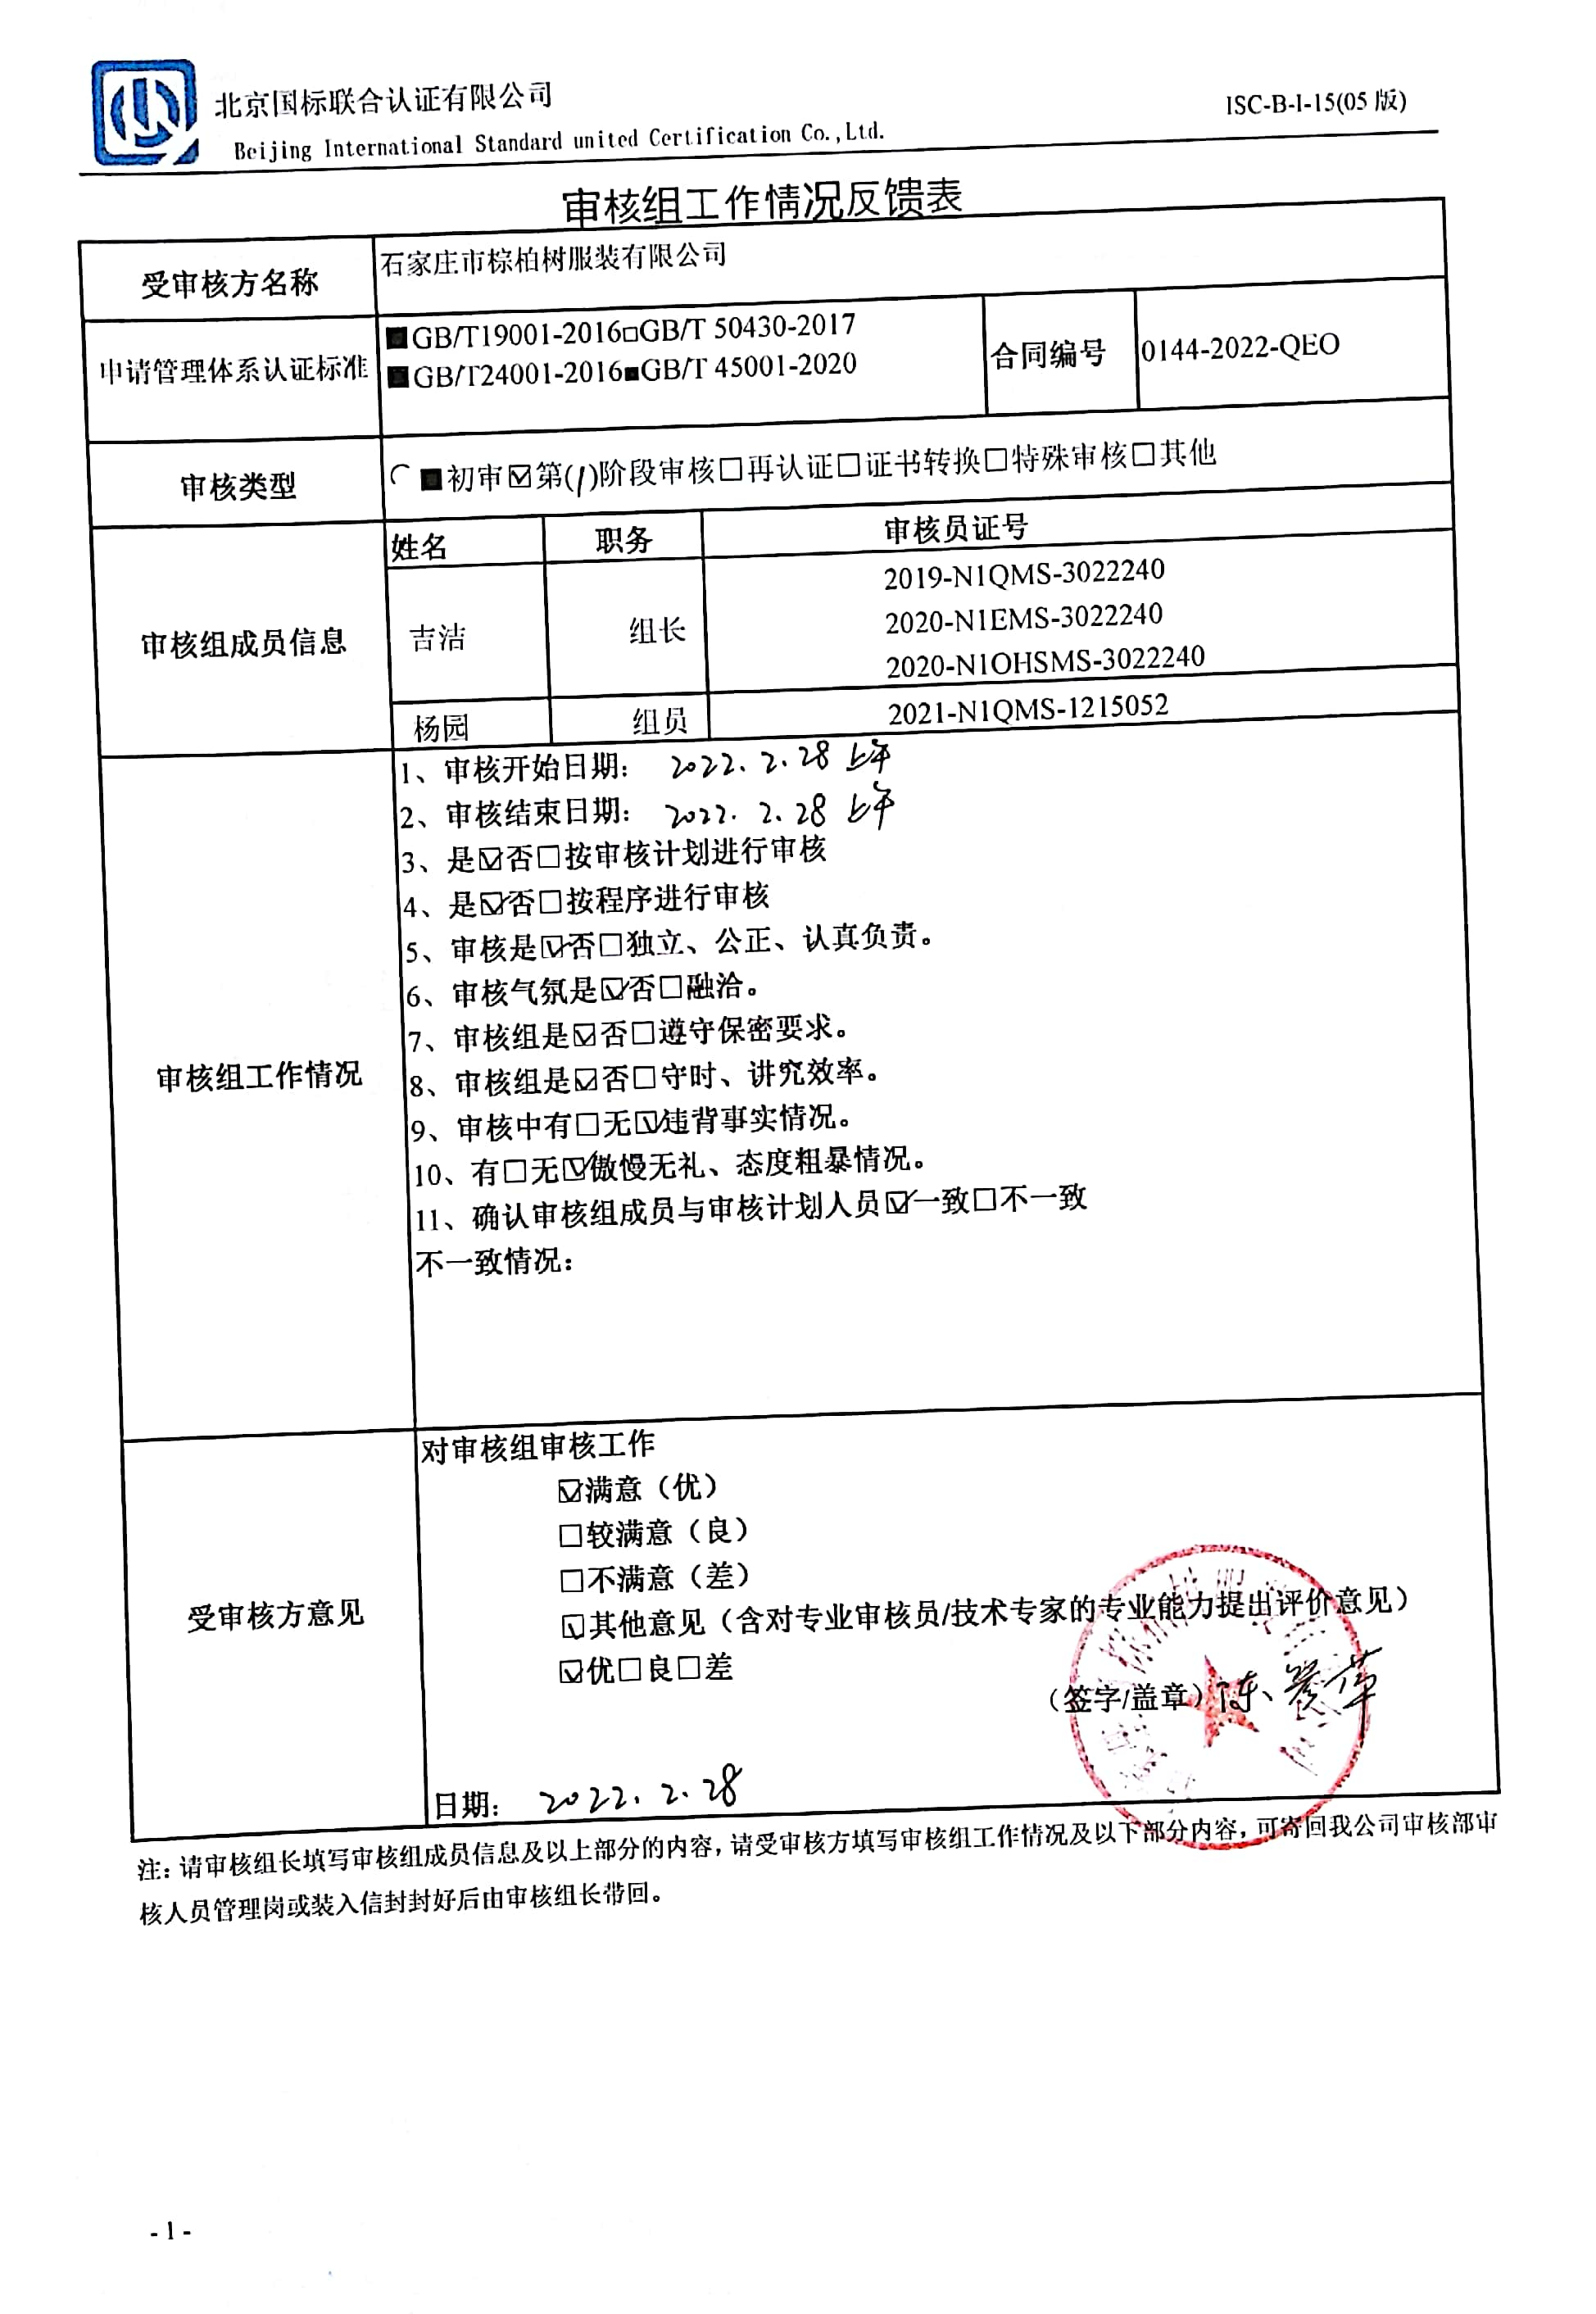 北京国标联合认证有限公司
ISC-B-I-15(05 版)
Beijing International Standard united Certification Co.,Ltd.
审核组工作情况反馈表
受审核方名称
石家庄市棕柏树服装有限公司
申请管理体系认证标准
■GB/T19001-2016□GB/T 50430-2017
■GB/T24001-2016■GB/T 45001-2020
合同编号
0144-2022-QEO
审核类型
■初审☑第(1)阶段审核□再认证□证书转换□特殊审核□其他
审核组成员信息
姓名 职务 审核员证号
吉洁 组长
2019-N1QMS-3022240
2020-N1EMS-3022240
2020-N1OHSMS-3022240
杨园 组员 2021-N1QMS-1215052
审核组工作情况
1、审核开始日期： 2022.2.28 上午
2、审核结束日期： 2022.2.28 上午
3、是☑否□按审核计划进行审核
4、是☑否□按程序进行审核
5、审核是☑否□独立、公正、认真负责。
6、审核气氛是☑否□融洽。
7、审核组是☑否□遵守保密要求。
8、审核组是☑否□守时、讲究效率。
9、审核中有□无☑违背事实情况。
10、有□无☑傲慢无礼、态度粗暴情况。
11、确认审核组成员与审核计划人员☑一致□不一致
不一致情况：
受审核方意见
对审核组审核工作
☑满意（优）
□较满意（良）
□不满意（差）
☑其他意见（含对专业审核员/技术专家的专业能力提出评价意见）
☑优□良□差
（签字/盖章）陈
日期： 2022.2.28
注：请审核组长填写审核组成员信息及以上部分的内容，请受审核方填写审核组工作情况及以下部分内容，可寄回我公司审核部审
核人员管理岗或装入信封封好后由审核组长带回。
- 1 -